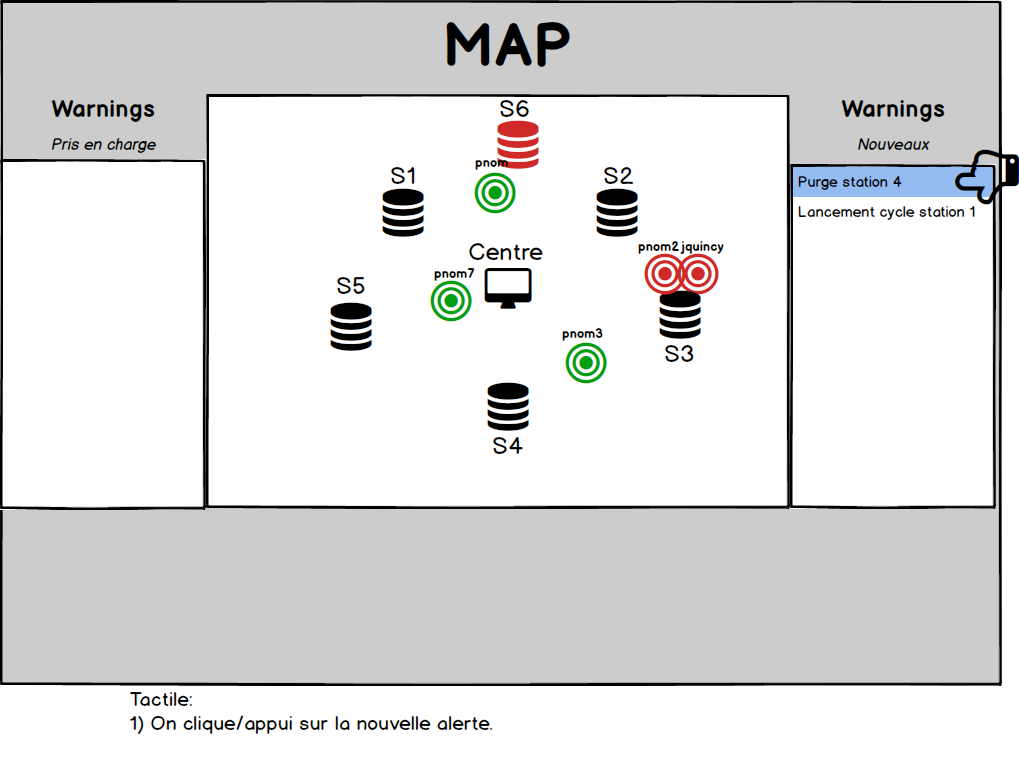 MAP
Warnings
Pris en charge
Warnings
Nouveaux
Purge station 4
Lancement cycle station 1
S6
pnom
S1
S2
Centre
pnom2 jquincy
pnom7
S5
pnom3
S3
S4
Tactile:
1) On clique/appui sur la nouvelle alerte.